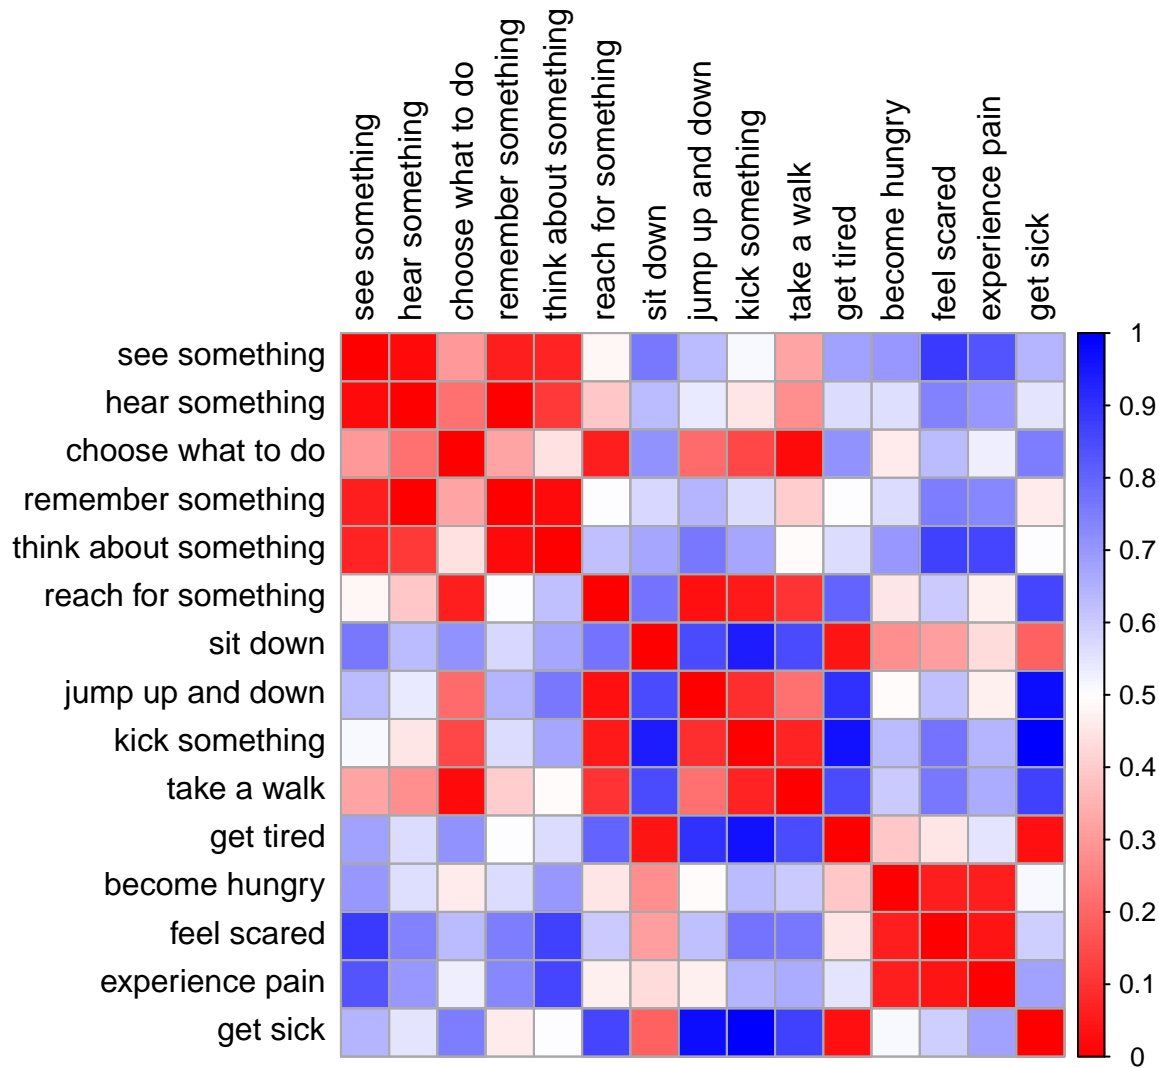 see something
hear something
choose what to do
remember something
think about something
reach for something
sit down
jump up and down
kick something
take a walk
get tired
become hungry
feel scared
experience pain
get sick
see something
hear something
choose what to do
remember something
think about something
reach for something
sit down
jump up and down
kick something
take a walk
get tired
become hungry
feel scared
experience pain
get sick
1
0.9
0.8
0.7
0.6
0.5
0.4
0.3
0.2
0.1
0